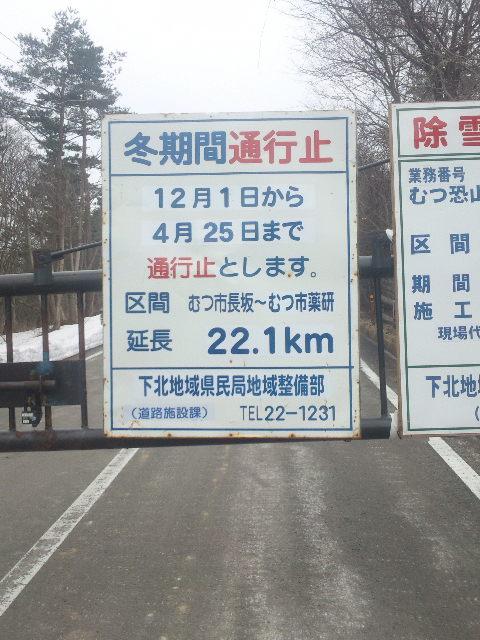 冬期間通行止
12月1日から
4月25日まで
通行止とします。
区間 むつ市長坂～むつ市薬研
延長 22.1km
下北地域県民局地域整備部
（道路施設課） TEL22-1231
除雪
業務番号
むつ恐山
区間
期間
施工
現場代
下北地
（